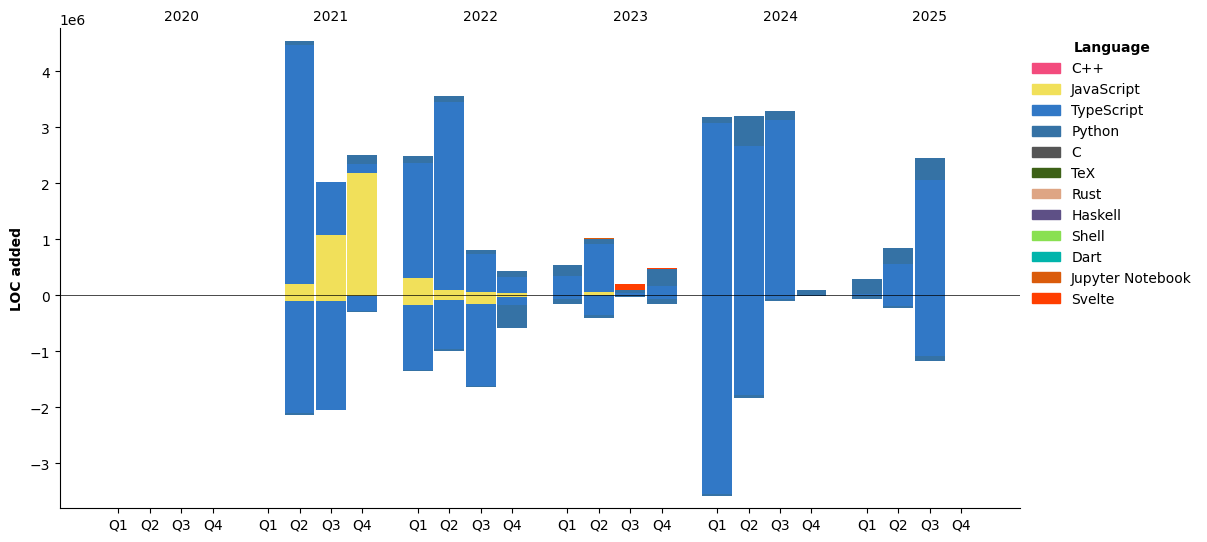 1e6
2020 2021 2022 2023 2024 2025
LOC added
4
3
2
1
0
−1
−2
−3
Q1 Q2 Q3 Q4 Q1 Q2 Q3 Q4 Q1 Q2 Q3 Q4 Q1 Q2 Q3 Q4 Q1 Q2 Q3 Q4 Q1 Q2 Q3 Q4
Language
C++
JavaScript
TypeScript
Python
C
TeX
Rust
Haskell
Shell
Dart
Jupyter Notebook
Svelte